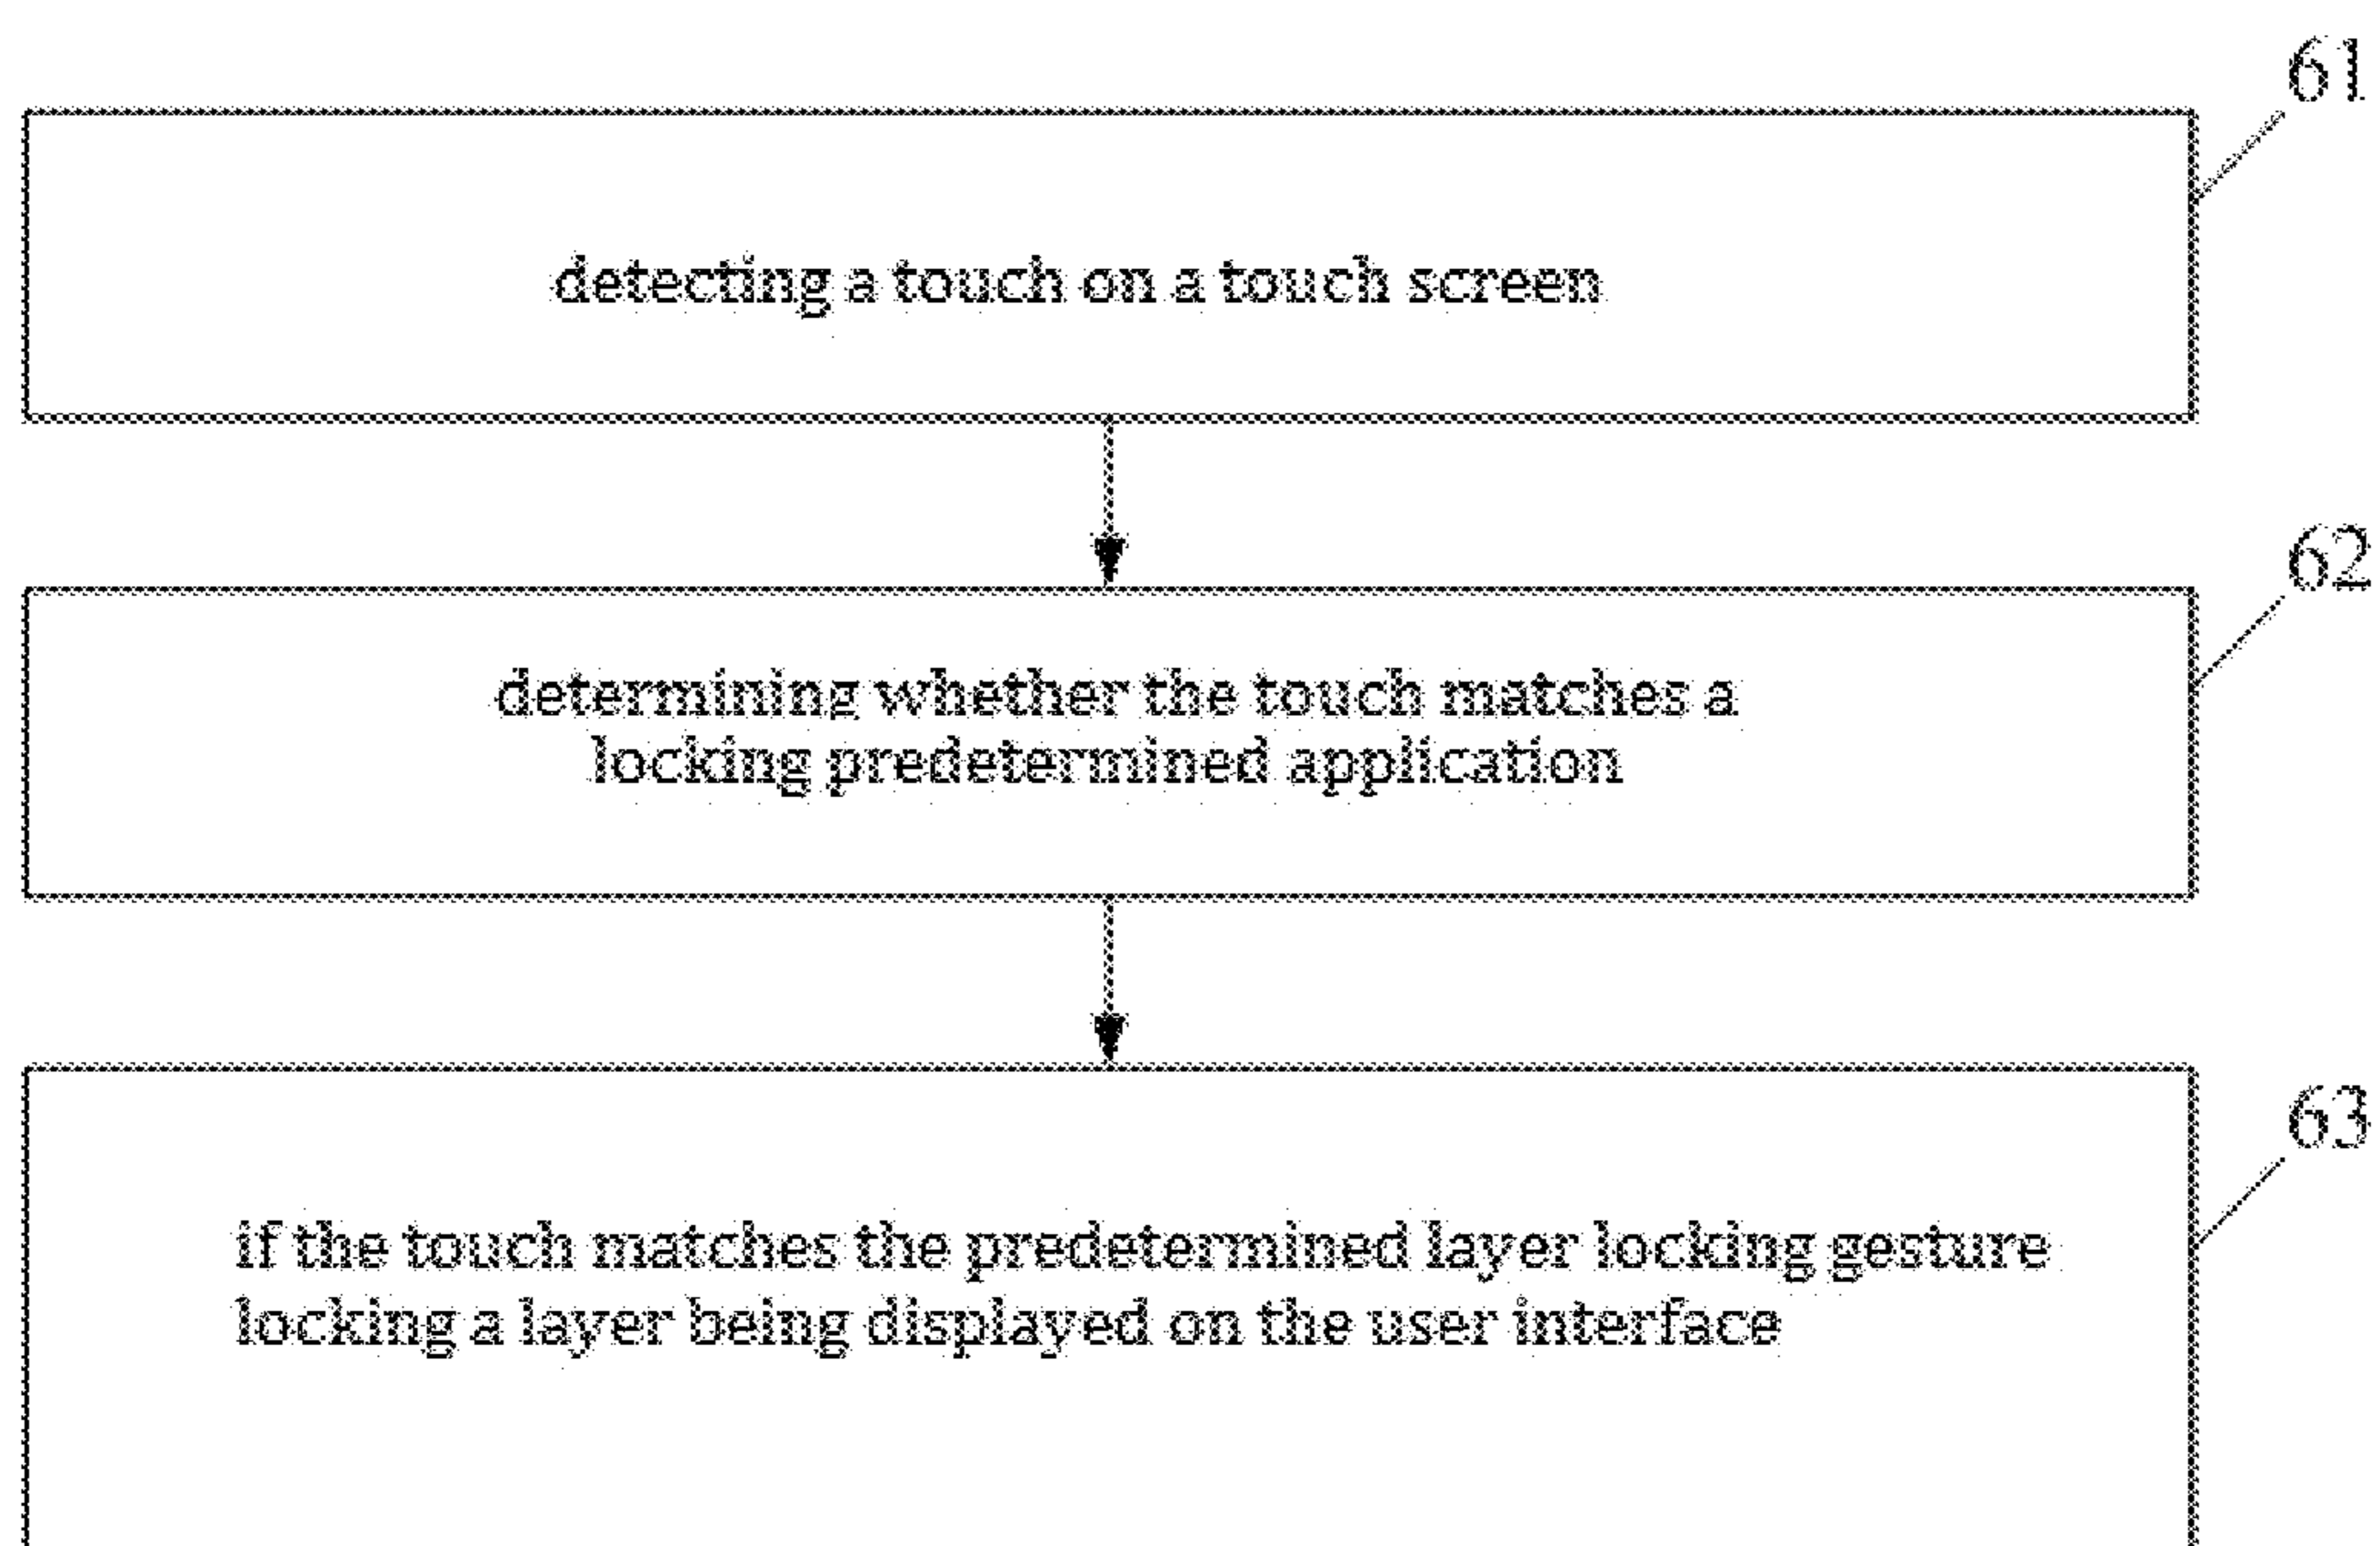 61
detecting a touch on a touch screen
62
determining whether the touch matches a
locking predetermined application
63
if the touch matches the predetermined layer locking gesture
locking a layer being displayed on the user interface